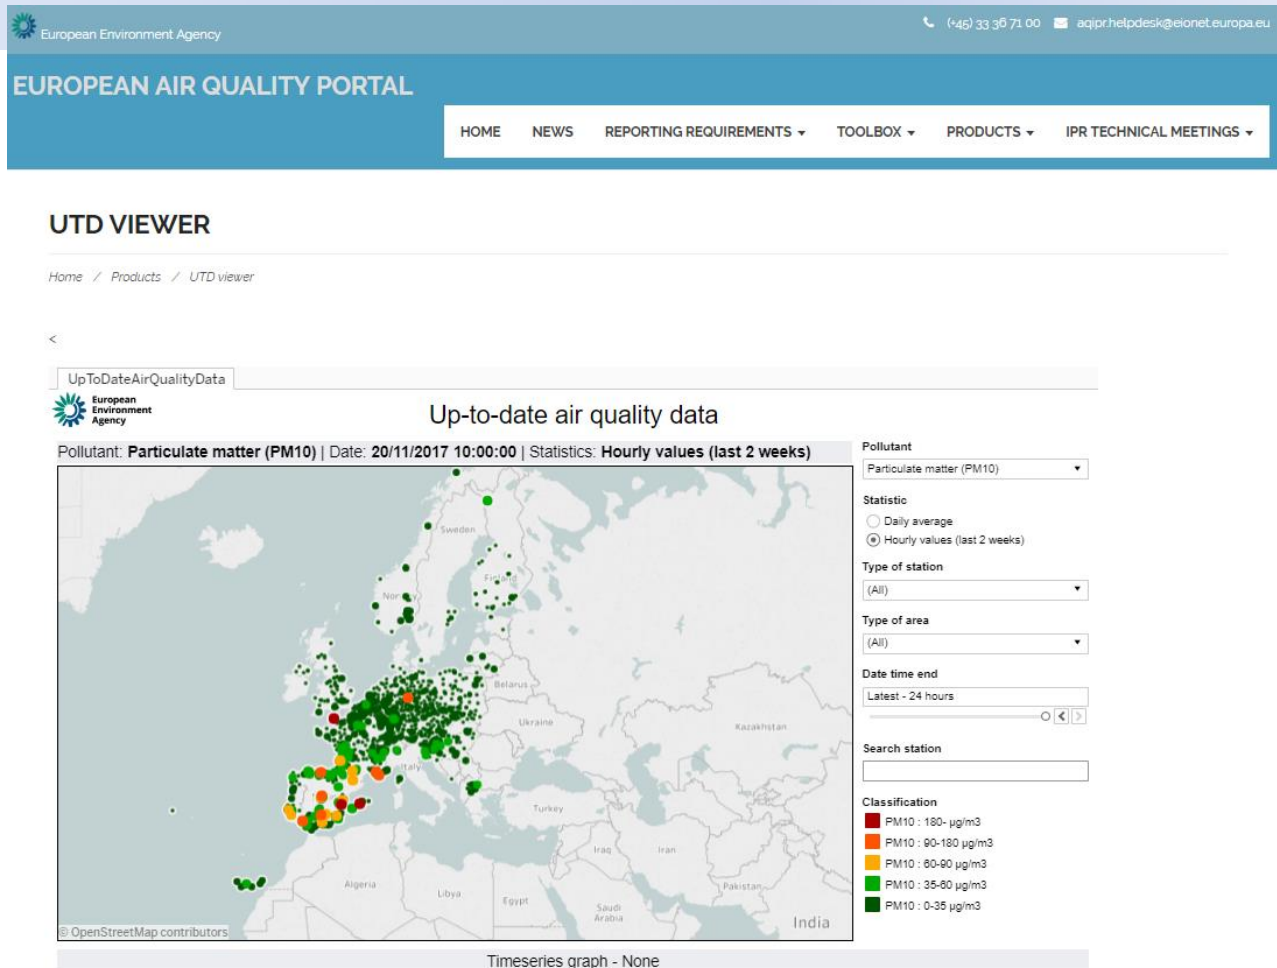 European Environment Agency
(+45) 33 36 71 00 aqipr.helpdesk@eionet.europa.eu
EUROPEAN AIR QUALITY PORTAL
HOME NEWS REPORTING REQUIREMENTS TOOLBOX PRODUCTS IPR TECHNICAL MEETINGS
UTD VIEWER
Home / Products / UTD viewer
<
UpToDateAirQualityData
European
Environment
Agency
Up-to-date air quality data
Pollutant: Particulate matter (PM10) | Date: 20/11/2017 10:00:00 | Statistics: Hourly values (last 2 weeks)
Sweden
Finland
Norway
Belarus
Ukraine
Kazakhstan
Italy
Turkey
Iraq
Iran
Algeria
Libya
Egypt
Saudi
Arabia
Pakistan
India
© OpenStreetMap contributors
Pollutant
Particulate matter (PM10)
Statistic
Daily average
Hourly values (last 2 weeks)
Type of station
(All)
Type of area
(All)
Date time end
Latest - 24 hours
Search station
Classification
PM10 : 180- µg/m3
PM10 : 90-180 µg/m3
PM10 : 60-90 µg/m3
PM10 : 35-60 µg/m3
PM10 : 0-35 µg/m3
Timeseries graph - None